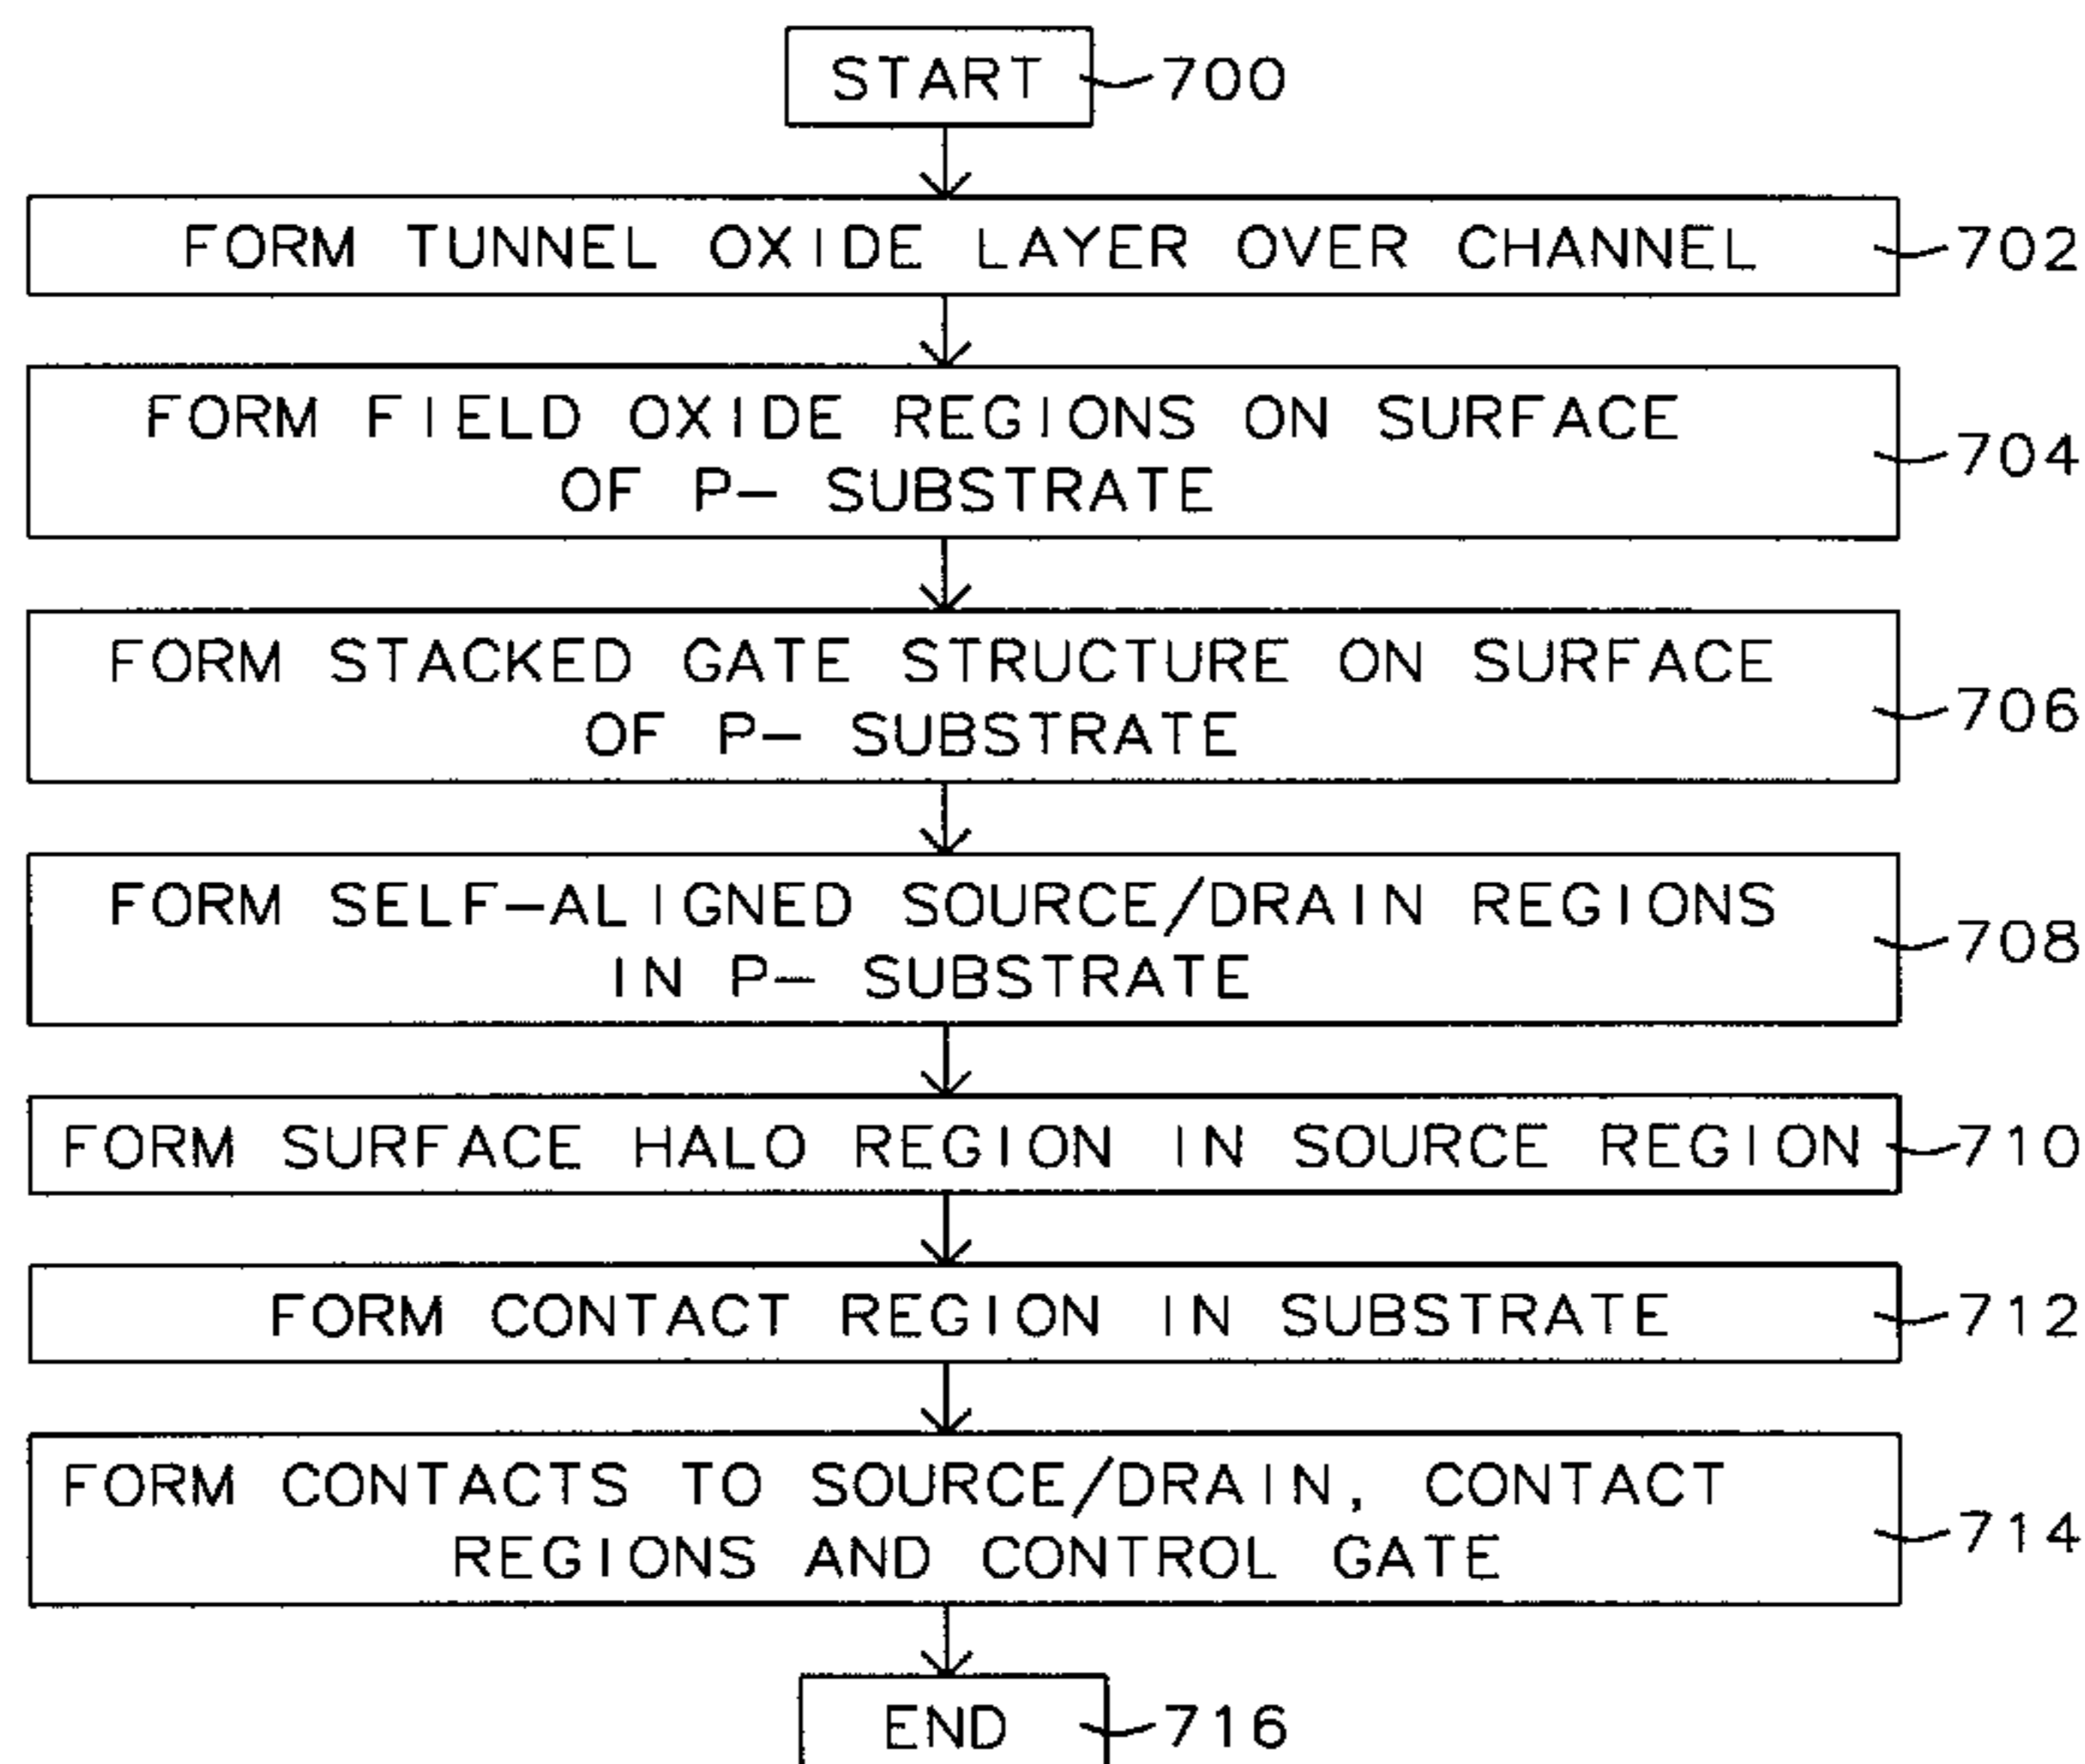 START 700
FORM TUNNEL OXIDE LAYER OVER CHANNEL 702
FORM FIELD OXIDE REGIONS ON SURFACE
OF P- SUBSTRATE
704
FORM STACKED GATE STRUCTURE ON SURFACE
OF P- SUBSTRATE
706
FORM SELF-ALIGNED SOURCE/DRAIN REGIONS
IN P- SUBSTRATE
708
FORM SURFACE HALO REGION IN SOURCE REGION 710
FORM CONTACT REGION IN SUBSTRATE 712
FORM CONTACTS TO SOURCE/DRAIN, CONTACT
REGIONS AND CONTROL GATE
714
END 716